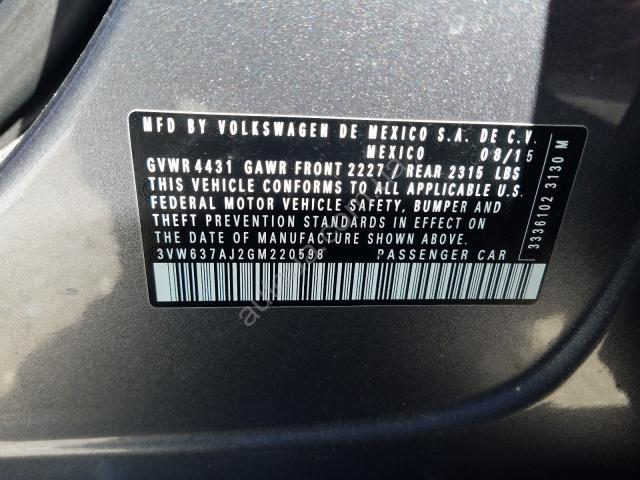 MFD BY VOLKSWAGEN DE MEXICO S.A. DE C.V.
MEXICO 08/15
GVWR 4431 GAWR FRONT 2227 REAR 2315 LBS
THIS VEHICLE CONFORMS TO ALL APPLICABLE U.S.
FEDERAL MOTOR VEHICLE SAFETY, BUMPER AND
THEFT PREVENTION STANDARDS IN EFFECT ON
THE DATE OF MANUFACTURE SHOWN ABOVE.
3VW637AJ2GM220598 PASSENGER CAR
3336102 3130 M